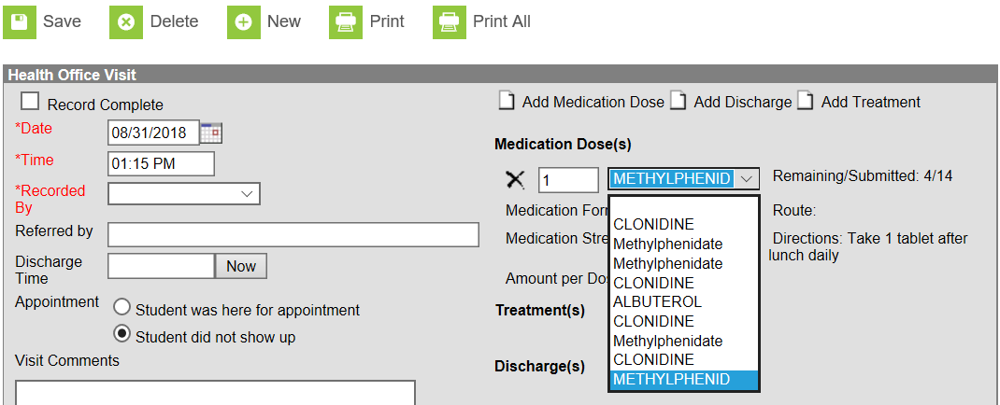 Save Delete New Print Print All
Health Office Visit
Record Complete
*Date 08/31/2018
*Time 01:15 PM
*Recorded
By
Referred by
Discharge
Time Now
Appointment
Student was here for appointment
Student did not show up
Visit Comments
Add Medication Dose Add Discharge Add Treatment
Medication Dose(s)
1 METHYLPHENID Remaining/Submitted: 4/14
Medication For Route:
Medication Stre Directions: Take 1 tablet after
lunch daily
Amount per Do
Treatment(s)
Discharge(s)
CLONIDINE
Methylphenidate
Methylphenidate
CLONIDINE
ALBUTEROL
CLONIDINE
Methylphenidate
CLONIDINE
METHYLPHENID